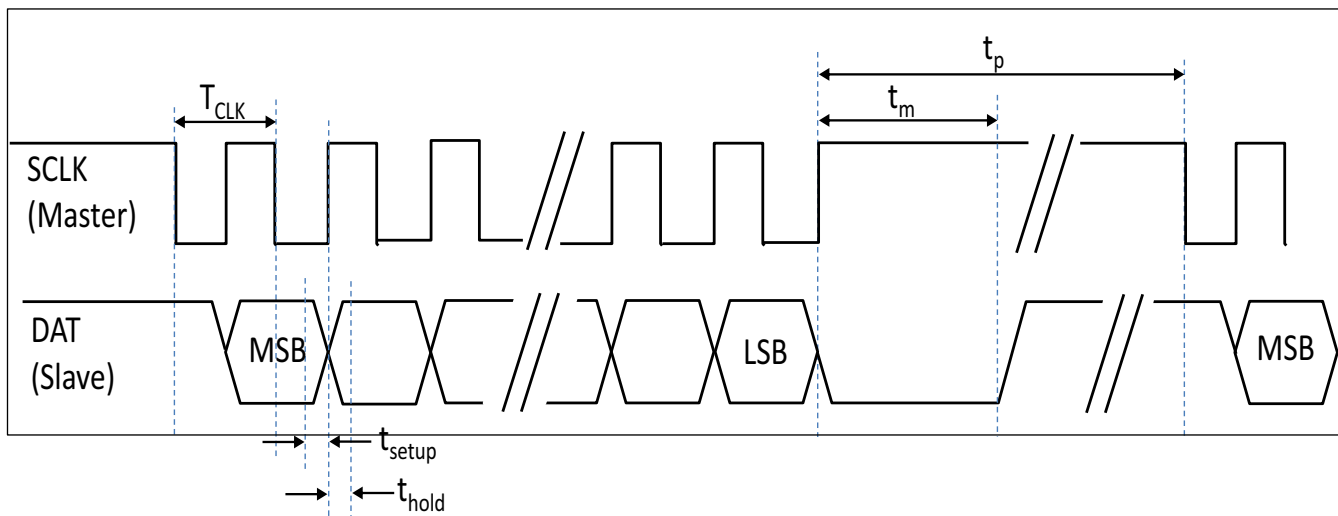 t_p
T_CLK
t_m
SCLK
(Master)
DAT
(Slave)
MSB
LSB
MSB
t_setup
t_hold